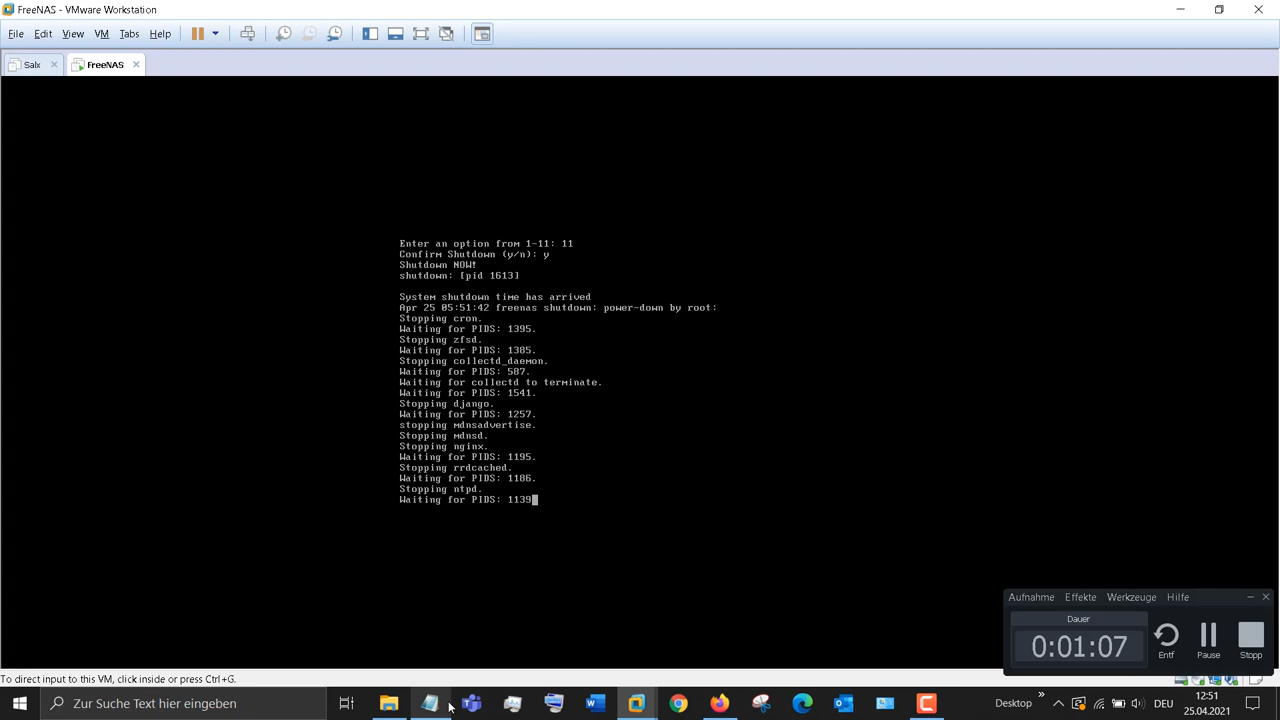 FreeNAS - VMware Workstation
File Edit View VM Tabs Help
Salx FreeNAS
Enter an option from 1-11: 11
Confirm Shutdown (y/n): y
Shutdown NOW!
shutdown: [pid 1613]
System shutdown time has arrived
Apr 25 05:51:42 freenas shutdown: power-down by root:
Stopping cron.
Waiting for PIDS: 1395.
Stopping zfsd.
Waiting for PIDS: 1385.
Stopping collectd_daemon.
Waiting for PIDS: 587.
Waiting for collectd to terminate.
Waiting for PIDS: 1541.
Stopping django.
Waiting for PIDS: 1257.
stopping mdnsadvertise.
Stopping mdnsd.
Stopping nginx.
Waiting for PIDS: 1195.
Stopping rrdcached.
Waiting for PIDS: 1186.
Stopping ntpd.
Waiting for PIDS: 1139
Aufnahme Effekte Werkzeuge Hilfe
Dauer
0:01:07
Entf Pause Stopp
To direct input to this VM, click inside or press Ctrl+G.
Zur Suche Text hier eingeben
Desktop
DEU
12:51
25.04.2021